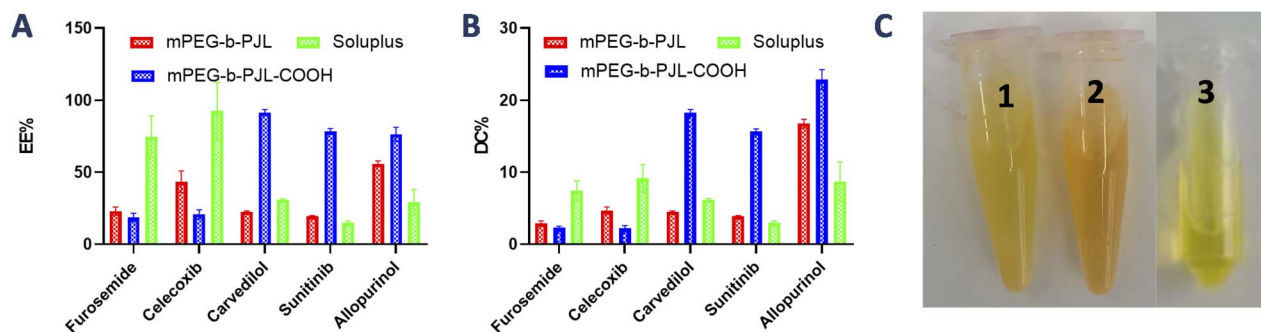 A
EE%
150
100
50
0
mPEG-b-PJL
Soluplus
mPEG-b-PJL-COOH
Furosemide
Celecoxib
Carvedilol
Sunitinib
Allopurinol
B
DC%
30
20
10
0
mPEG-b-PJL
Soluplus
mPEG-b-PJL-COOH
Furosemide
Celecoxib
Carvedilol
Sunitinib
Allopurinol
C
1
2
3